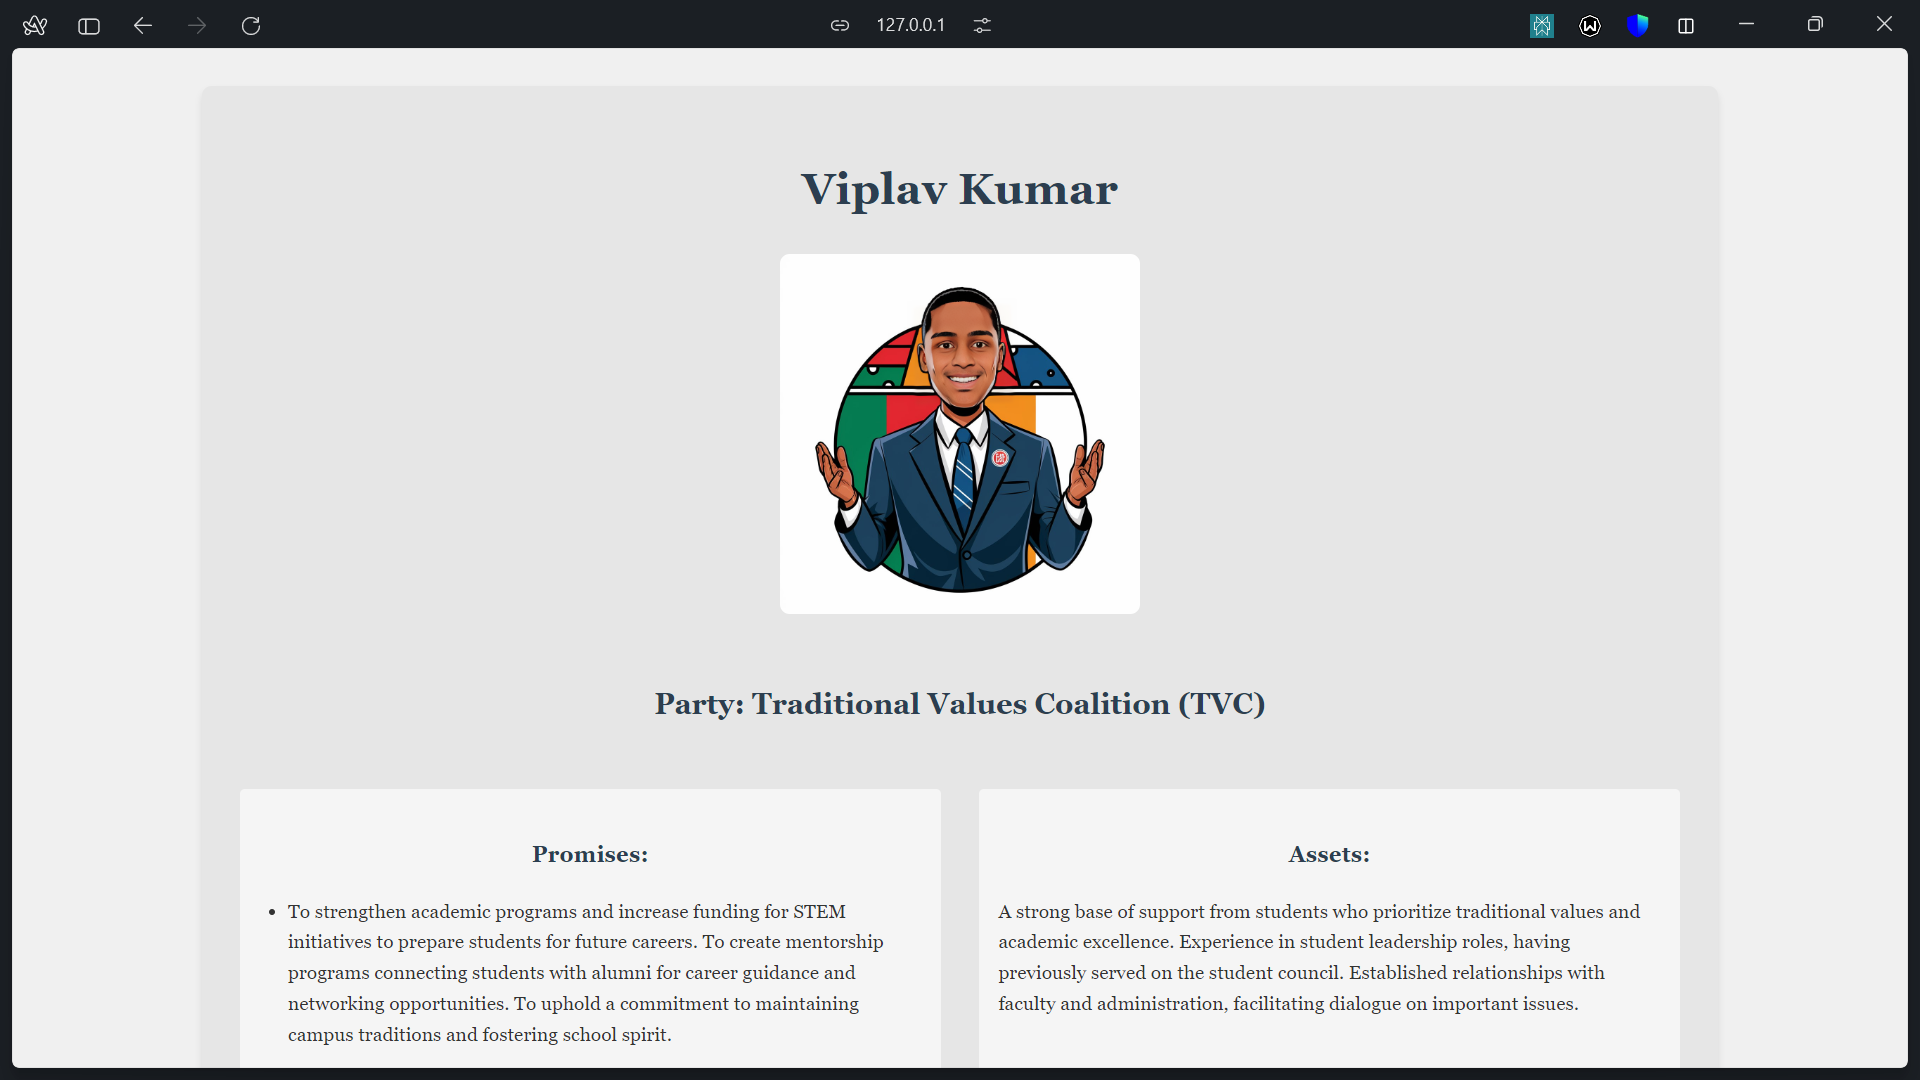 127.0.0.1
Viplav Kumar
Party: Traditional Values Coalition (TVC)
Promises:
• To strengthen academic programs and increase funding for STEM
initiatives to prepare students for future careers. To create mentorship
programs connecting students with alumni for career guidance and
networking opportunities. To uphold a commitment to maintaining
campus traditions and fostering school spirit.
Assets:
A strong base of support from students who prioritize traditional values and
academic excellence. Experience in student leadership roles, having
previously served on the student council. Established relationships with
faculty and administration, facilitating dialogue on important issues.